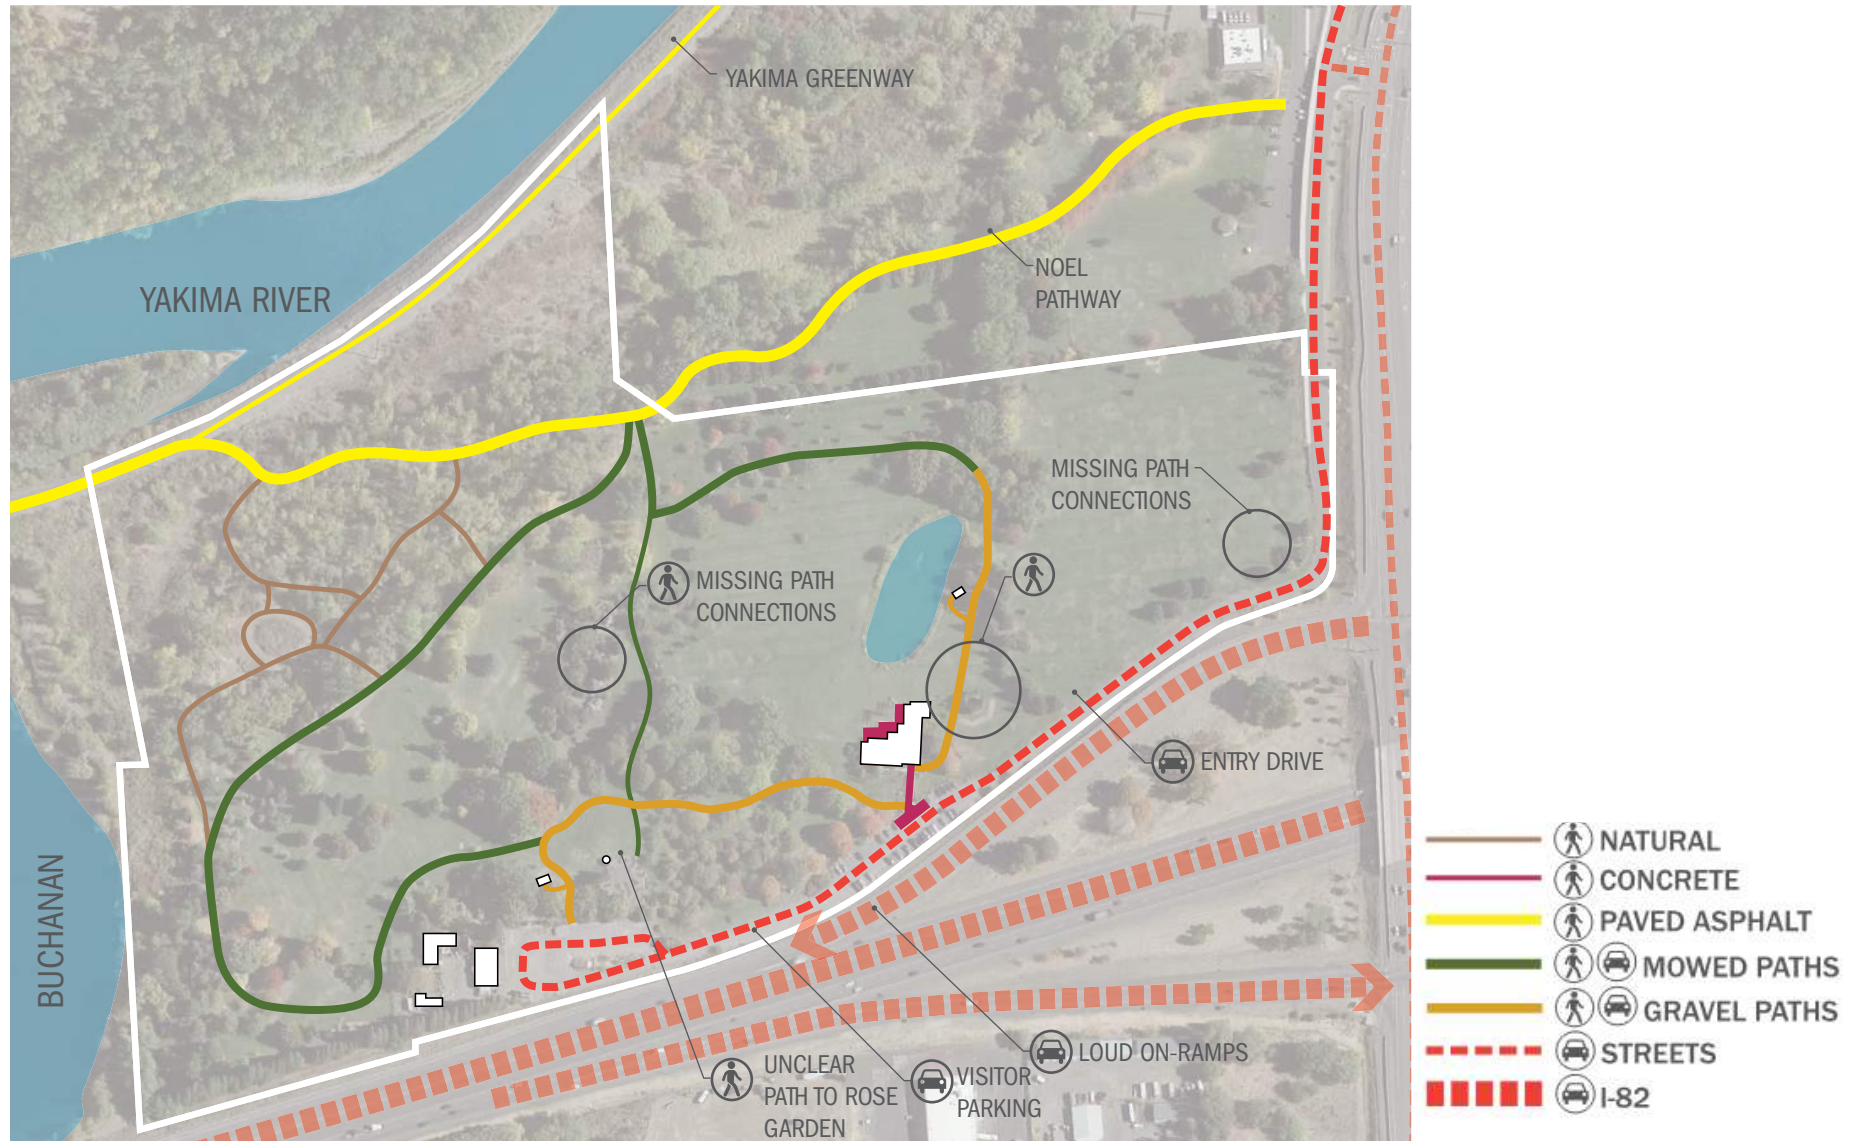 YAKIMA GREENWAY
NOEL
PATHWAY
YAKIMA RIVER
MISSING PATH
CONNECTIONS
MISSING PATH
CONNECTIONS
ENTRY DRIVE
BUCHANAN
LOUD ON-RAMPS
UNCLEAR
PATH TO ROSE
GARDEN
VISITOR
PARKING
NATURAL
CONCRETE
PAVED ASPHALT
MOWED PATHS
GRAVEL PATHS
STREETS
I-82